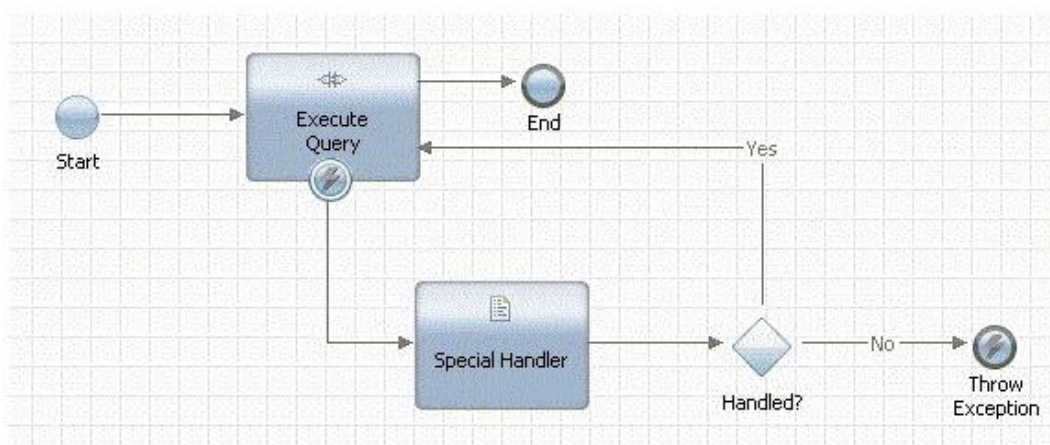 Start
Execute
Query
End
Yes
Special Handler
Handled?
No
Throw
Exception